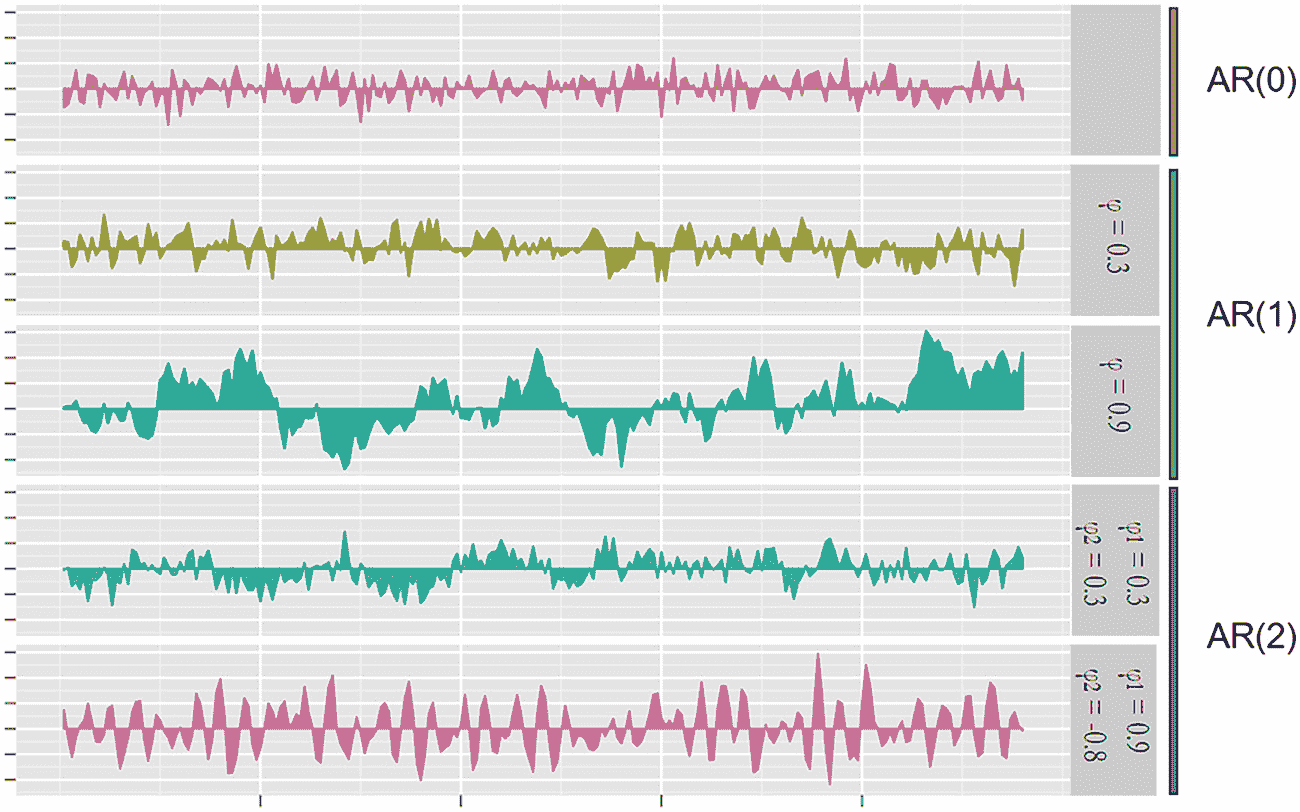 AR(0)
φ = 0.3
AR(1)
φ = 0.9
φ1 = 0.3
φ2 = 0.3
AR(2)
φ1 = 0.9
φ2 = -0.8